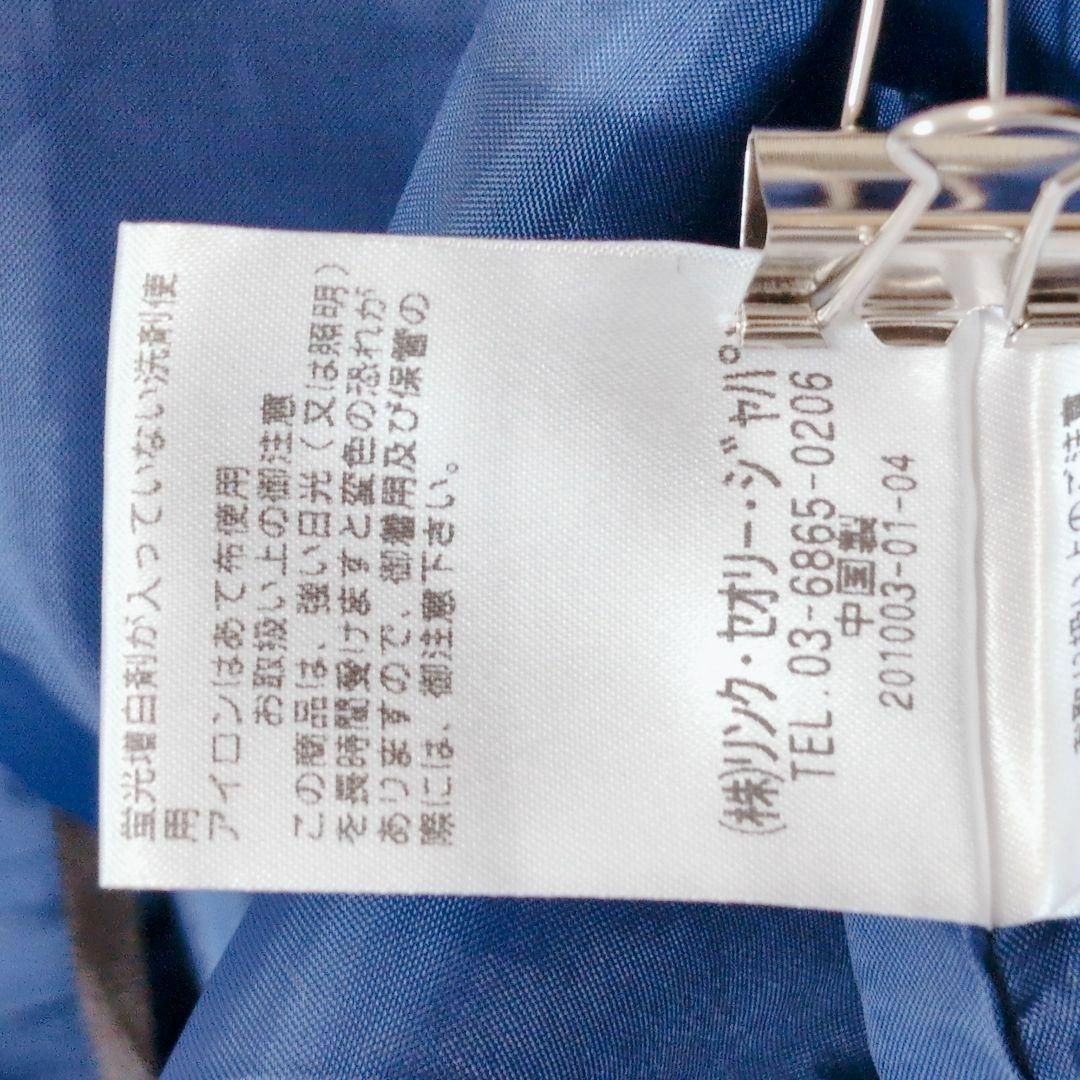 蛍光増白剤が入っていない洗剤使
用
アイロンはあて布使用
お取扱い上の御注意
この商品は、強い日光(又は照明)
を長時間受けますと変色の恐れが
ありますので、御着用及び保管の
際には、御注意下さい。
(株)リンク・セオリー・ジャパ
TEL.03-6865-0206
中国製
201003-01-04